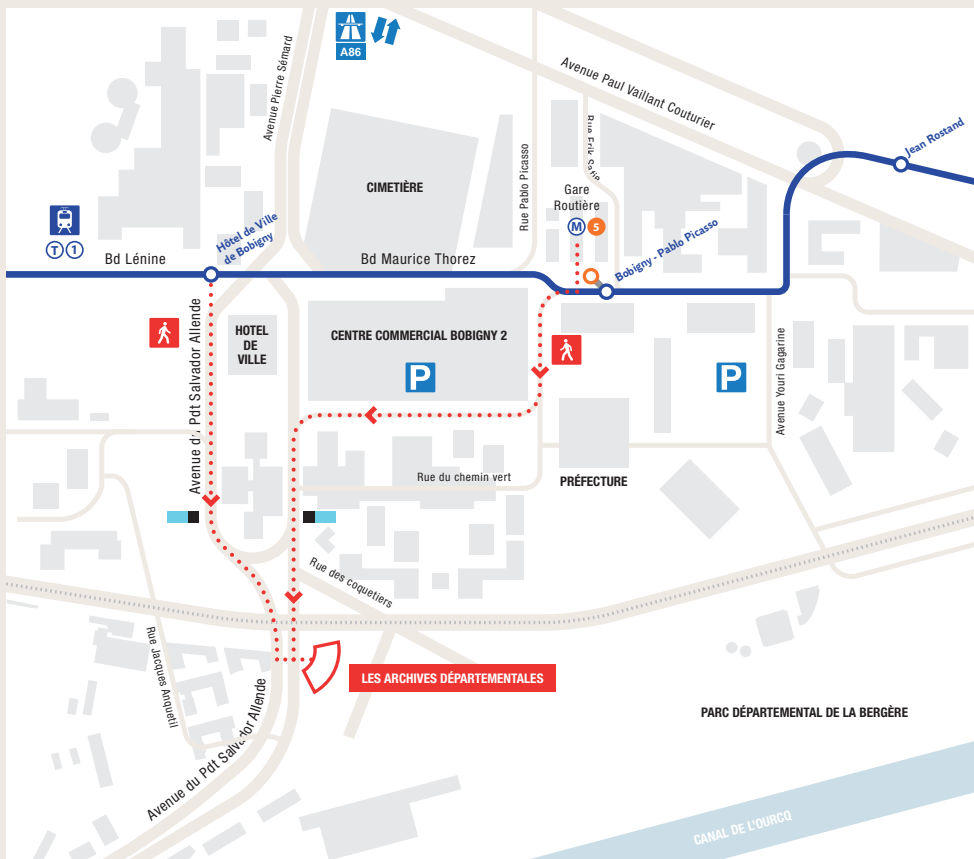 A86
Avenue Pierre Sémard
Avenue Paul Vaillant Couturier
Jean Rostand
Rue Erik Satie
Rue Pablo Picasso
CIMETIÈRE
Gare
Routière
M 5
Hôtel de Ville
de Bobigny
T 1
Bd Lénine
Bd Maurice Thorez
Bobigny - Pablo Picasso
Avenue du Pdt Salvador Allende
HOTEL
DE
VILLE
CENTRE COMMERCIAL BOBIGNY 2
P
P
Avenue Youri Gagarine
Rue du chemin vert
PRÉFECTURE
Rue des coquetiers
Rue Jacques Anquetil
LES ARCHIVES DÉPARTEMENTALES
PARC DÉPARTEMENTAL DE LA BERGÈRE
Avenue du Pdt Salvador Allende
CANAL DE L'OURCQ